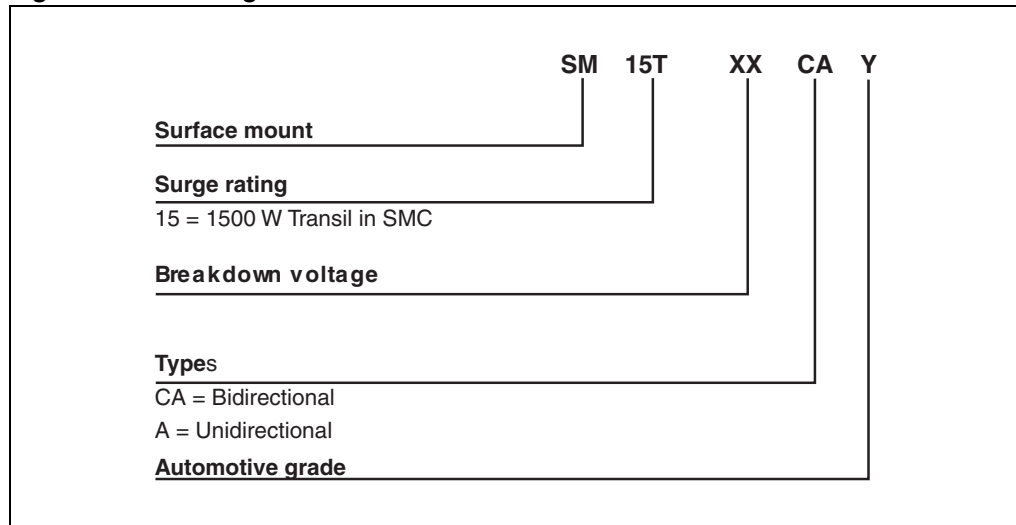 SM 15T XX CA Y
Surface mount
Surge rating
15 = 1500 W Transil in SMC
Breakdown voltage
Types
CA = Bidirectional
A = Unidirectional
Automotive grade